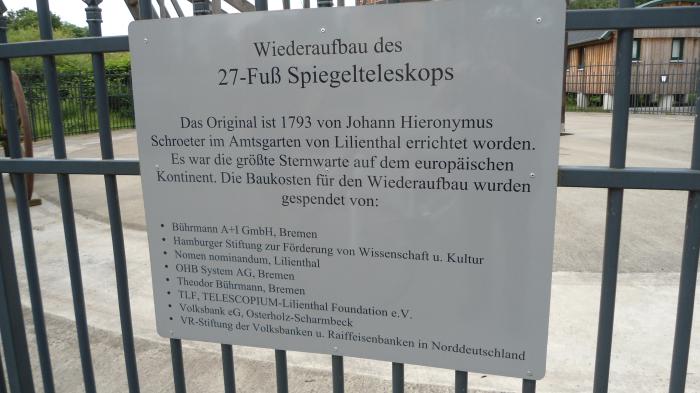 Wiederaufbau des
27-Fuß Spiegelteleskops
Das Original ist 1793 von Johann Hieronymus
Schroeter im Amtsgarten von Lilienthal errichtet worden.
Es war die größte Sternwarte auf dem europäischen
Kontinent. Die Baukosten für den Wiederaufbau wurden
gespendet von:
• Bührmann A+I GmbH, Bremen
• Hamburger Stiftung zur Förderung von Wissenschaft u. Kultur
• Nomen nominandum, Lilienthal
• OHB System AG, Bremen
• Theodor Bührmann, Bremen
• TLF, TELESCOPIUM-Lilienthal Foundation e.V.
• Volksbank eG, Osterholz-Scharmbeck
• VR-Stiftung der Volksbanken u. Raiffeisenbanken in Norddeutschland